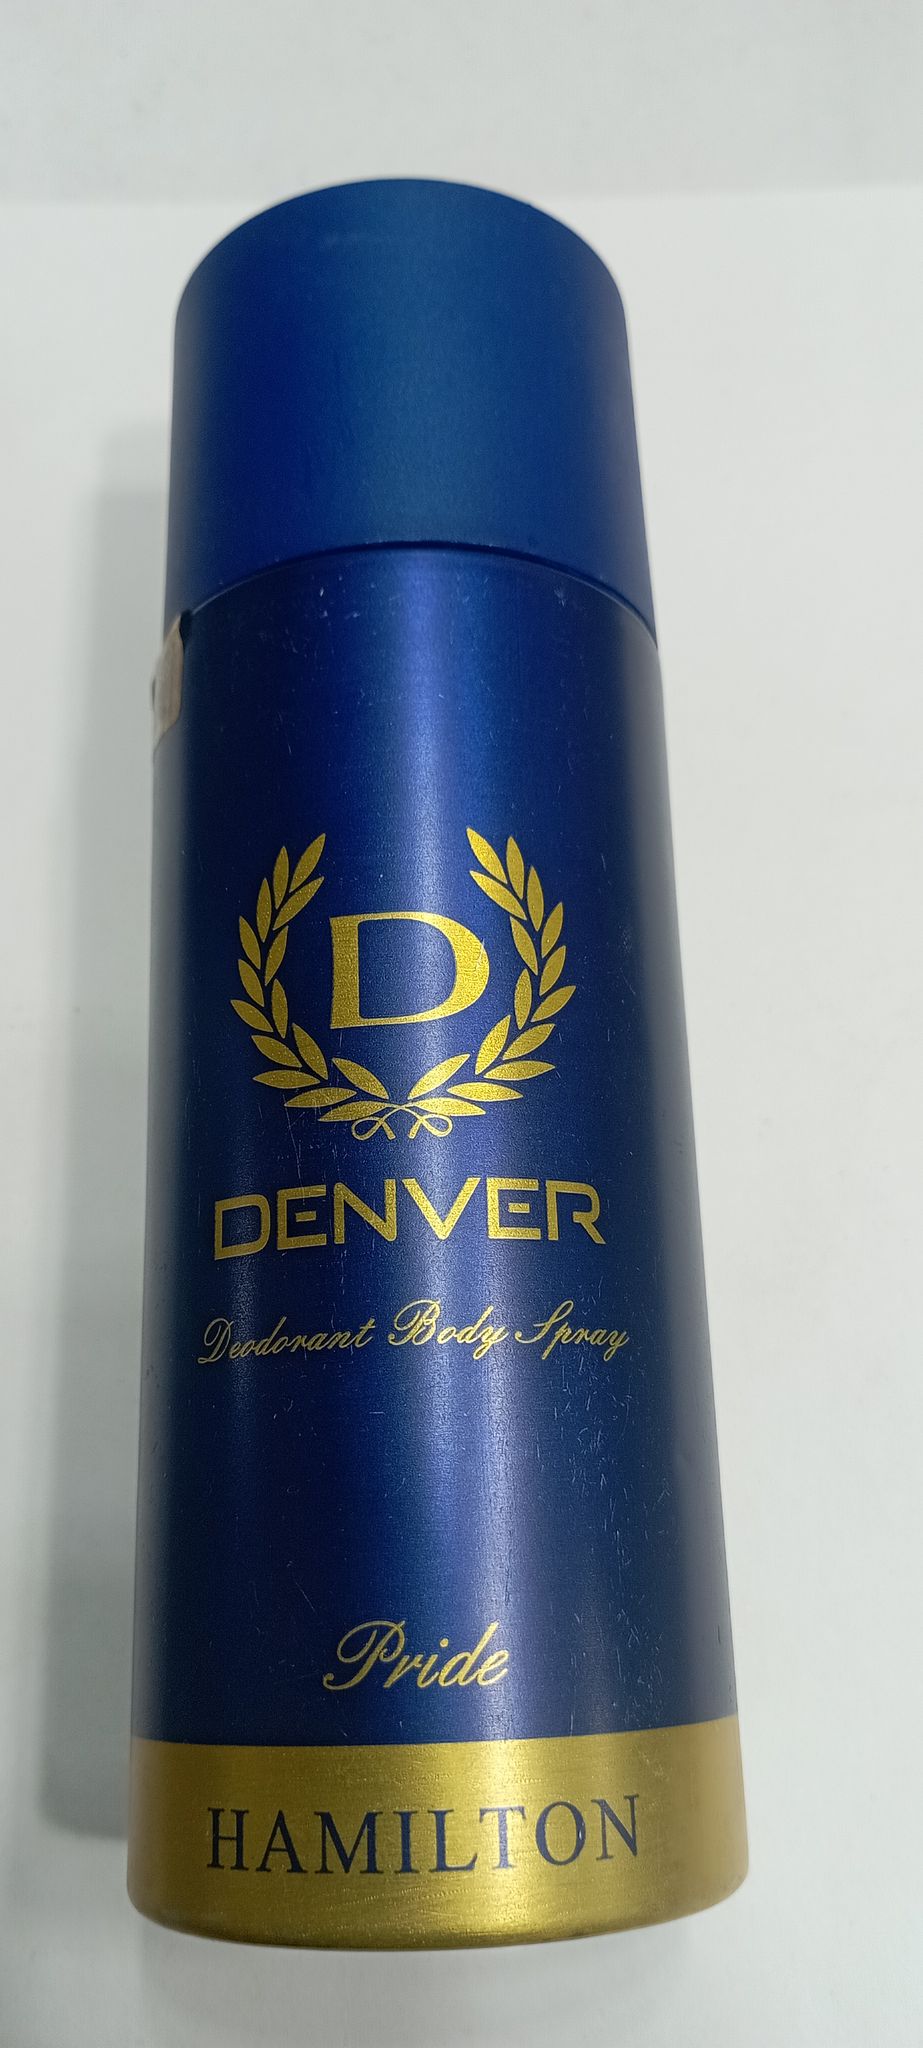 D
DENVER
Deodorant Body Spray
Pride
HAMILTON